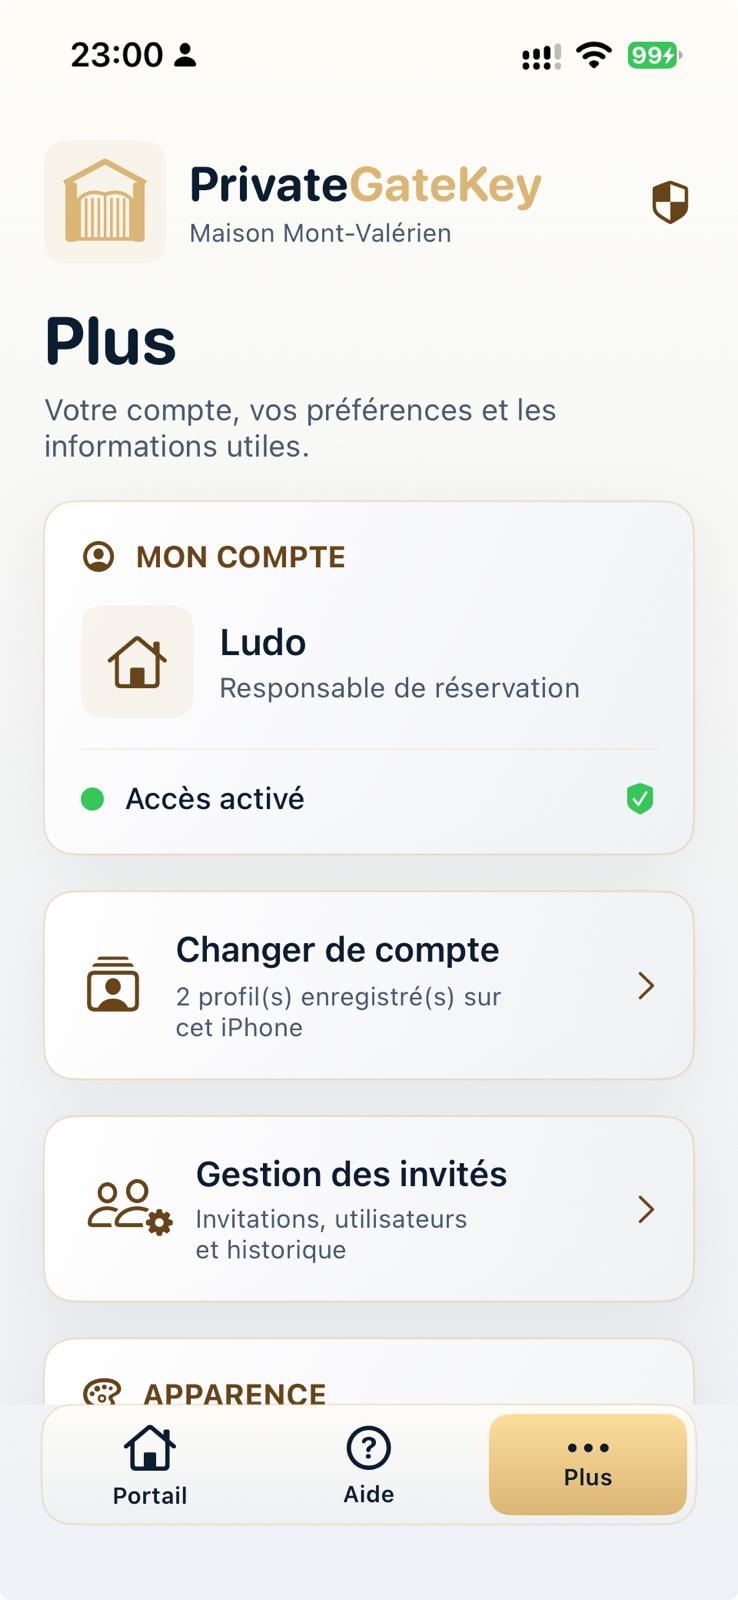 23:00
99
PrivateGateKey
Maison Mont-Valérien
Plus
Votre compte, vos préférences et les
informations utiles.
MON COMPTE
Ludo
Responsable de réservation
Accès activé
Changer de compte
2 profil(s) enregistré(s) sur
cet iPhone
Gestion des invités
Invitations, utilisateurs
et historique
APPARENCE
Portail
Aide
Plus